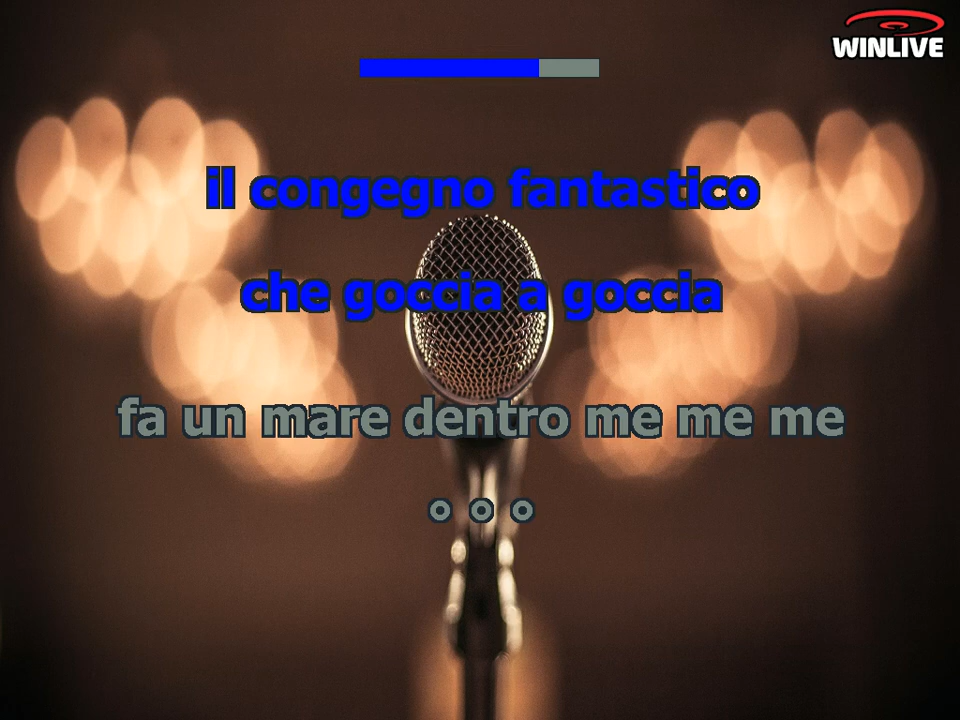 WINLIVE
il congegno fantastico
che goccia a goccia
fa un mare dentro me me me
° ° °